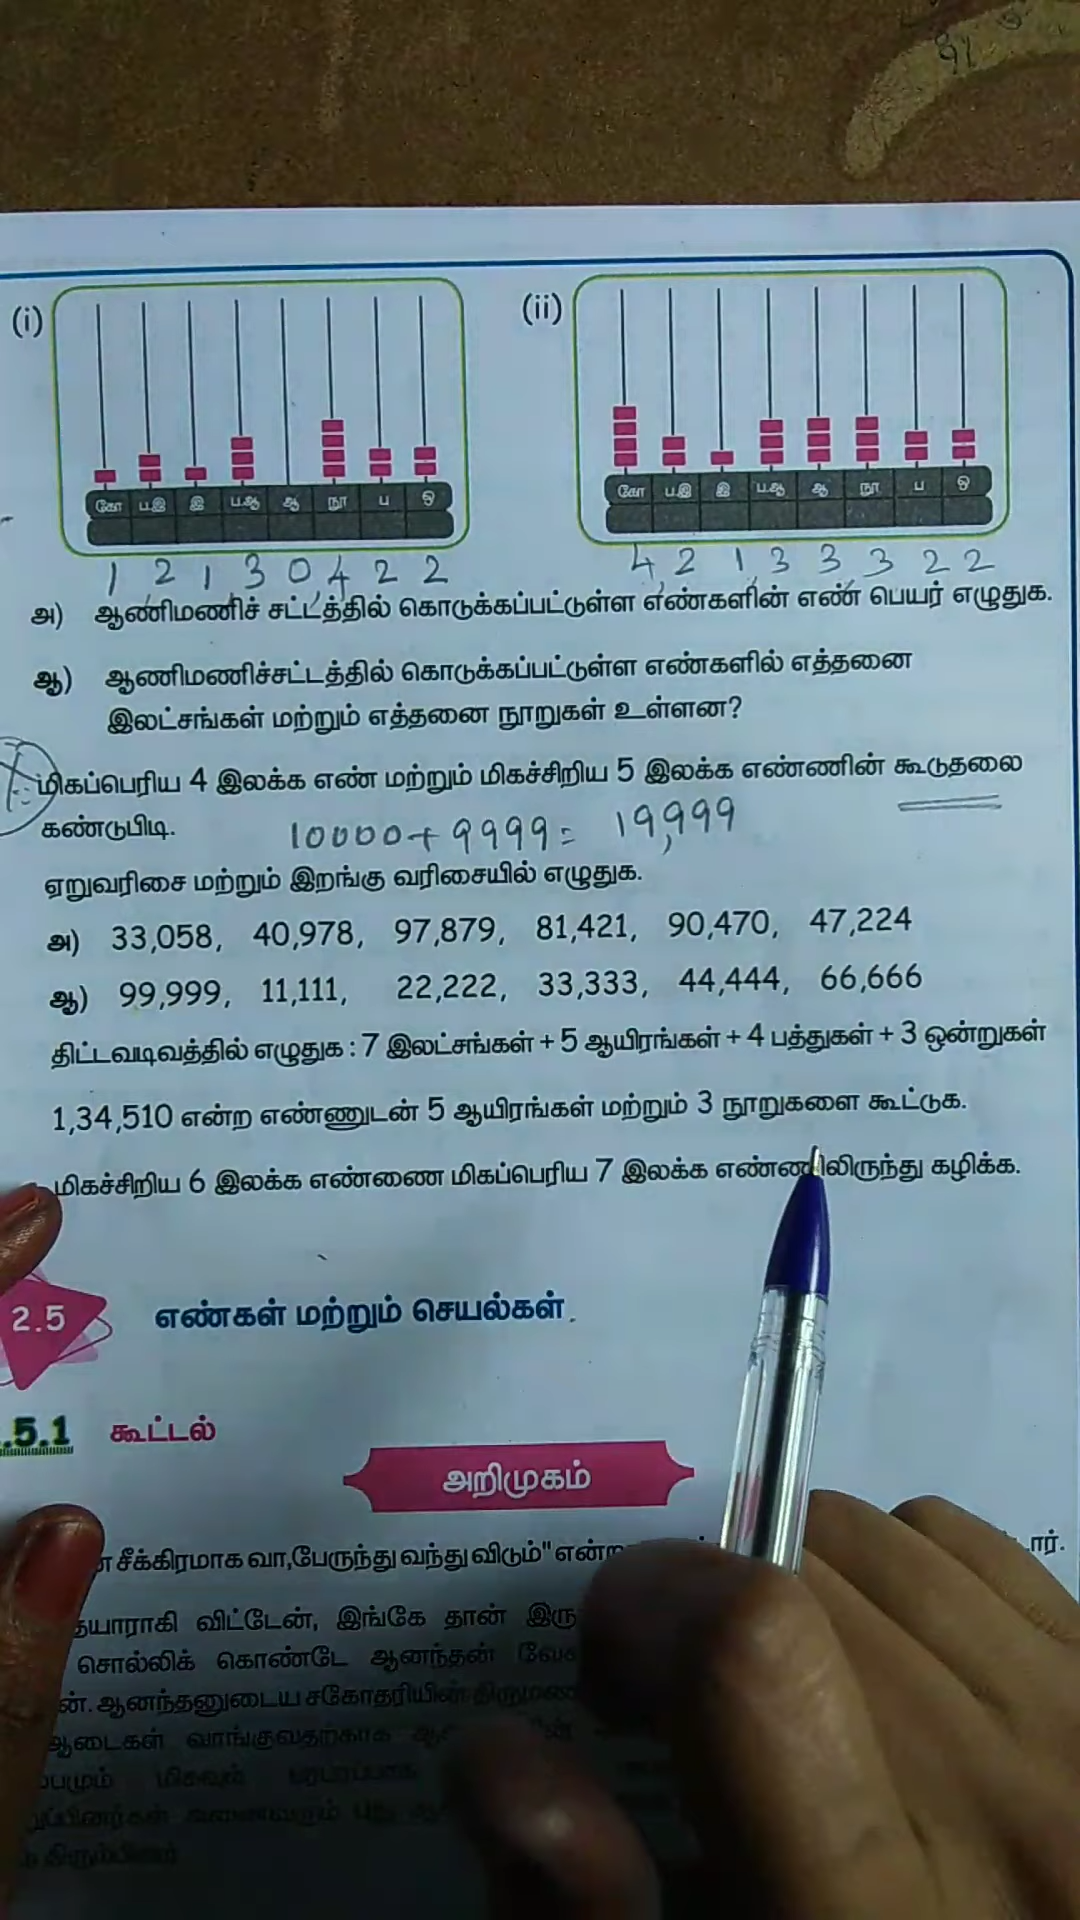 (i)
(ii)
கோ ப.இ இ ப.ஆ ஆ நூ ப ஒ
கோ ப.இ இ ப.ஆ ஆ நூ ப ஒ
1 2 1 3 0 4 2 2
4 2 1 3 3 3 2 2
அ) ஆணிமணிச் சட்டத்தில் கொடுக்கப்பட்டுள்ள எண்களின் எண் பெயர் எழுதுக.
ஆ) ஆணிமணிச்சட்டத்தில் கொடுக்கப்பட்டுள்ள எண்களில் எத்தனை
இலட்சங்கள் மற்றும் எத்தனை நூறுகள் உள்ளன?
மிகப்பெரிய 4 இலக்க எண் மற்றும் மிகச்சிறிய 5 இலக்க எண்ணின் கூடுதலை
கண்டுபிடி. 10000+9999= 19,999
ஏறுவரிசை மற்றும் இறங்கு வரிசையில் எழுதுக.
அ) 33,058, 40,978, 97,879, 81,421, 90,470, 47,224
ஆ) 99,999, 11,111, 22,222, 33,333, 44,444, 66,666
திட்டவடிவத்தில் எழுதுக : 7 இலட்சங்கள் + 5 ஆயிரங்கள் + 4 பத்துகள் + 3 ஒன்றுகள்
1,34,510 என்ற எண்ணுடன் 5 ஆயிரங்கள் மற்றும் 3 நூறுகளை கூட்டுக.
மிகச்சிறிய 6 இலக்க எண்ணை மிகப்பெரிய 7 இலக்க எண்ணிலிருந்து கழிக்க.
2.5 எண்கள் மற்றும் செயல்கள்.
.5.1 கூட்டல்
அறிமுகம்
சீக்கிரமாக வா,பேருந்து வந்து விடும்"
விட்டேன், இங்கே தான்
சொல்லிக் கொண்டே ஆனந்தன்
ஆனந்தனுடைய சகோதரியின்
ஆடைகள் வாங்குவதற்காக